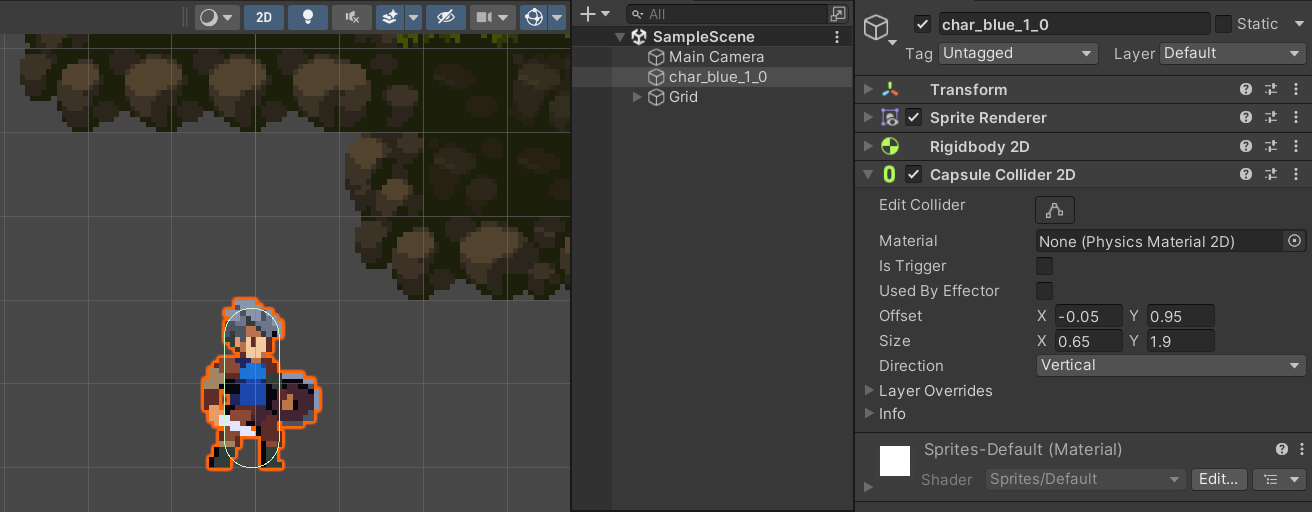 2D
All
SampleScene
Main Camera
char_blue_1_0
Grid
char_blue_1_0
Static
Tag Untagged Layer Default
Transform
Sprite Renderer
Rigidbody 2D
Capsule Collider 2D
Edit Collider
Material None (Physics Material 2D)
Is Trigger
Used By Effector
Offset X -0.05 Y 0.95
Size X 0.65 Y 1.9
Direction Vertical
Layer Overrides
Info
Sprites-Default (Material)
Shader Sprites/Default Edit...